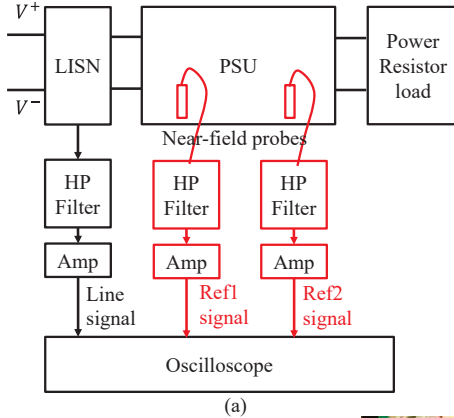 V⁺
LISN
PSU
Power
Resistor
load
V⁻
Near-field probes
HP
Filter
HP
Filter
HP
Filter
Amp
Amp
Amp
Line
signal
Ref1
signal
Ref2
signal
Oscilloscope
(a)